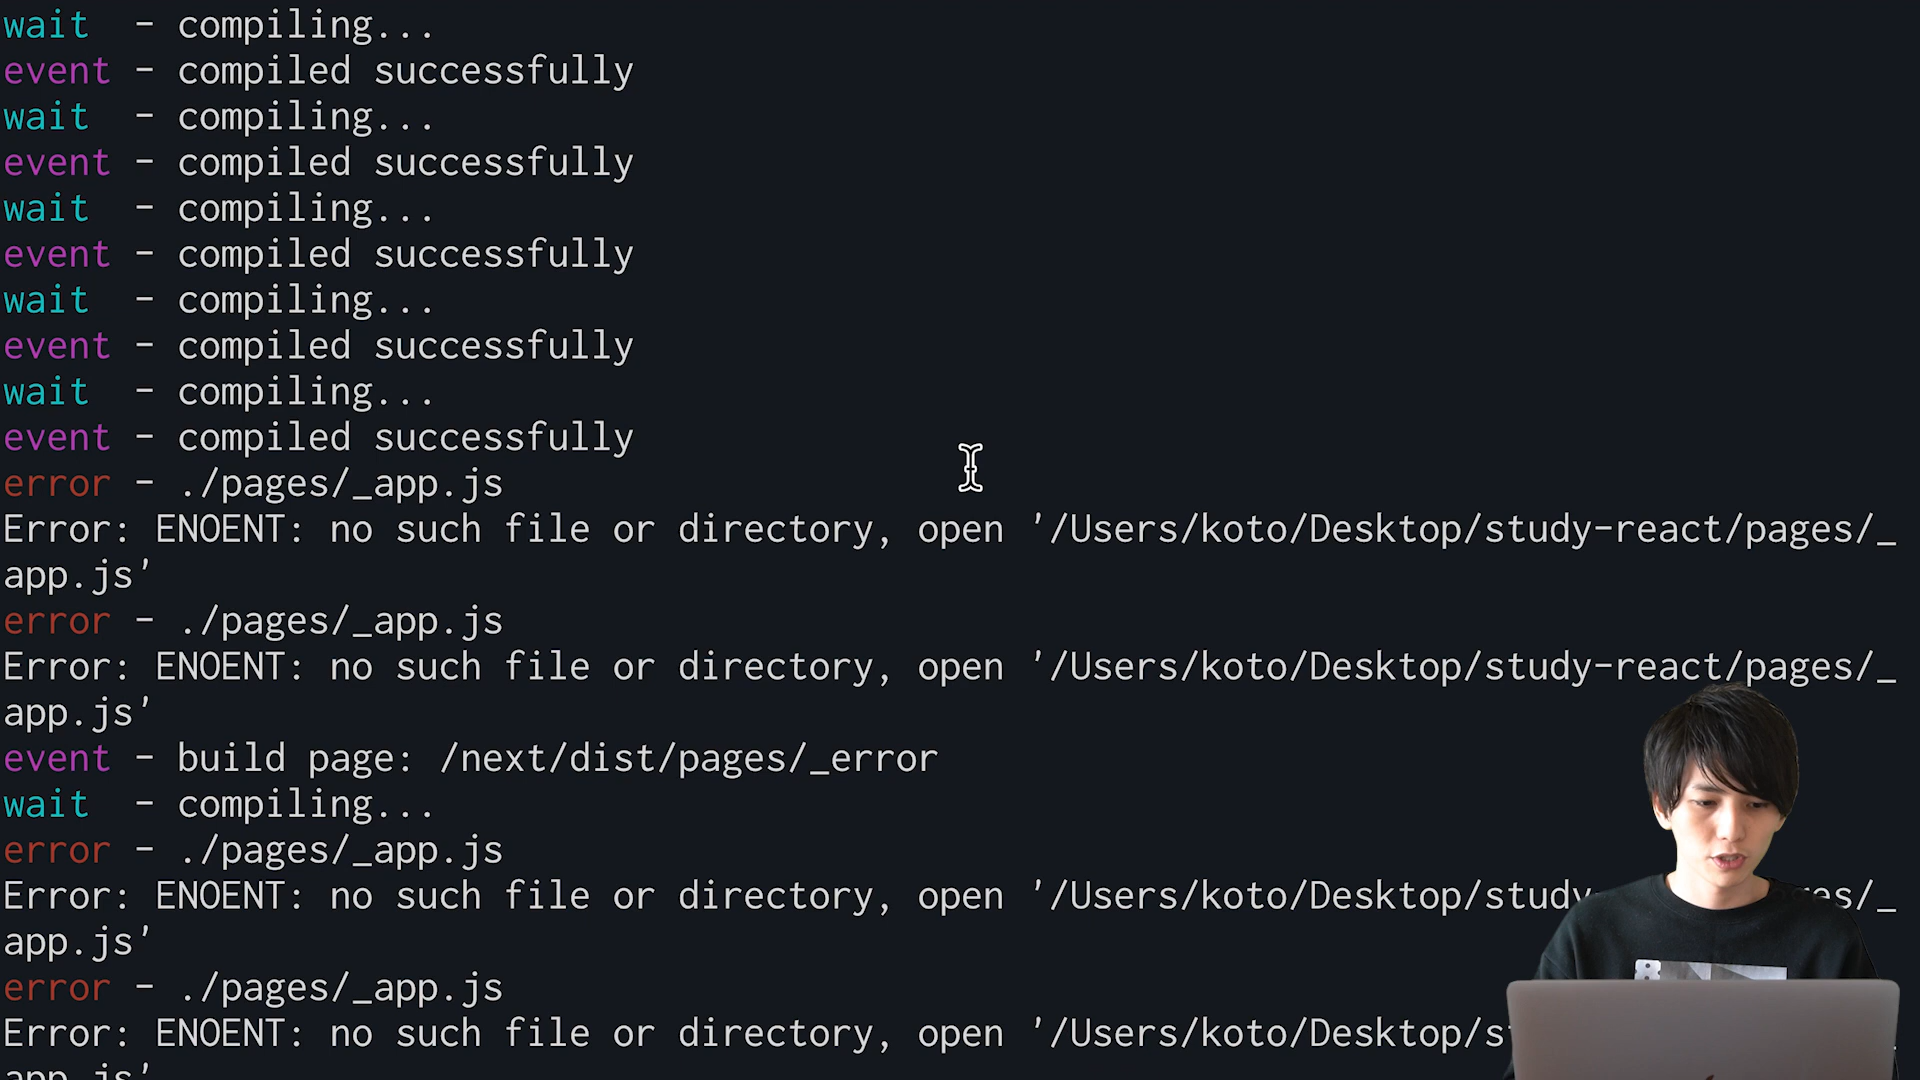 wait  - compiling...
event - compiled successfully
wait  - compiling...
event - compiled successfully
wait  - compiling...
event - compiled successfully
wait  - compiling...
event - compiled successfully
wait  - compiling...
event - compiled successfully
error - ./pages/_app.js
Error: ENOENT: no such file or directory, open '/Users/koto/Desktop/study-react/pages/_
app.js'
error - ./pages/_app.js
Error: ENOENT: no such file or directory, open '/Users/koto/Desktop/study-react/pages/_
app.js'
event - build page: /next/dist/pages/_error
wait  - compiling...
error - ./pages/_app.js
Error: ENOENT: no such file or directory, open '/Users/koto/Desktop/study es/_
app.js'
error - ./pages/_app.js
Error: ENOENT: no such file or directory, open '/Users/koto/Desktop/s
app.js'